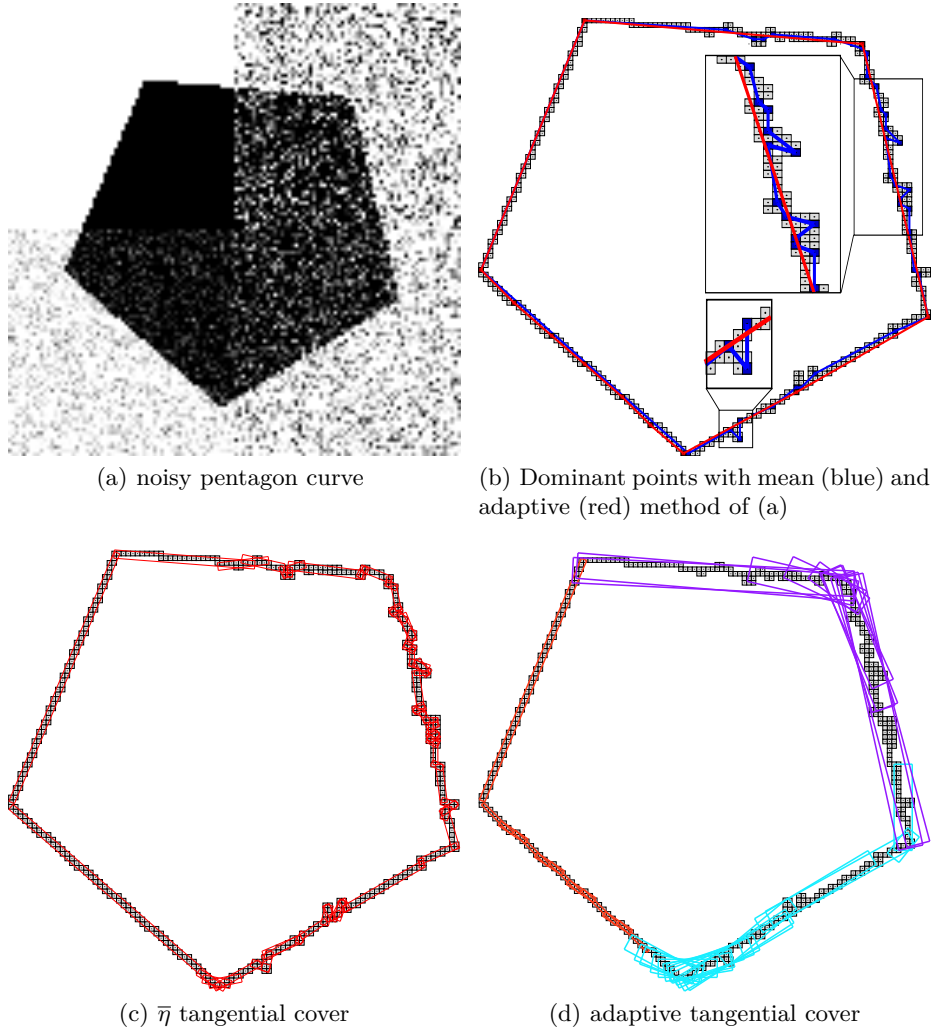 (a) noisy pentagon curve
(b) Dominant points with mean (blue) and
adaptive (red) method of (a)
(c) η̅ tangential cover
(d) adaptive tangential cover